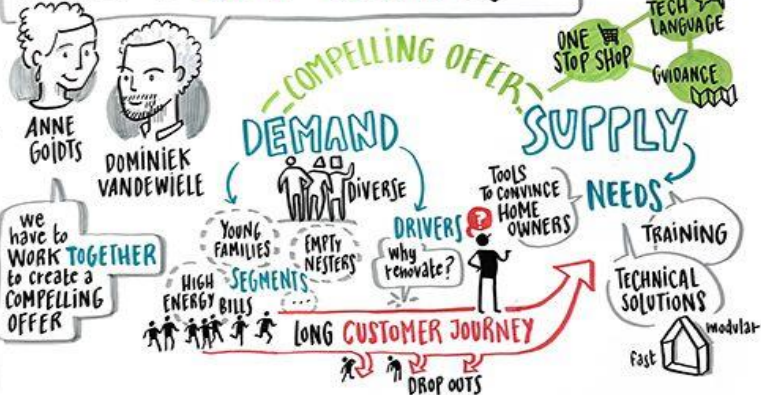 ANNE
GOIDTS
DOMINIEK
VANDEWIELE
we
have to
WORK TOGETHER
to create a
COMPELLING
OFFER
COMPELLING OFFER
DEMAND
DIVERSE
YOUNG
FAMILIES
EMPTY
NESTERS
SEGMENTS
HIGH
ENERGY BILLS
...
DRIVERS
?
why
renovate?
LONG CUSTOMER JOURNEY
DROP OUTS
SUPPLY
ONE
STOP SHOP
TECH
LANGUAGE
GUIDANCE
NEEDS
TOOLS
TO CONVINCE
HOME
OWNERS
TRAINING
TECHNICAL
SOLUTIONS
modular
fast